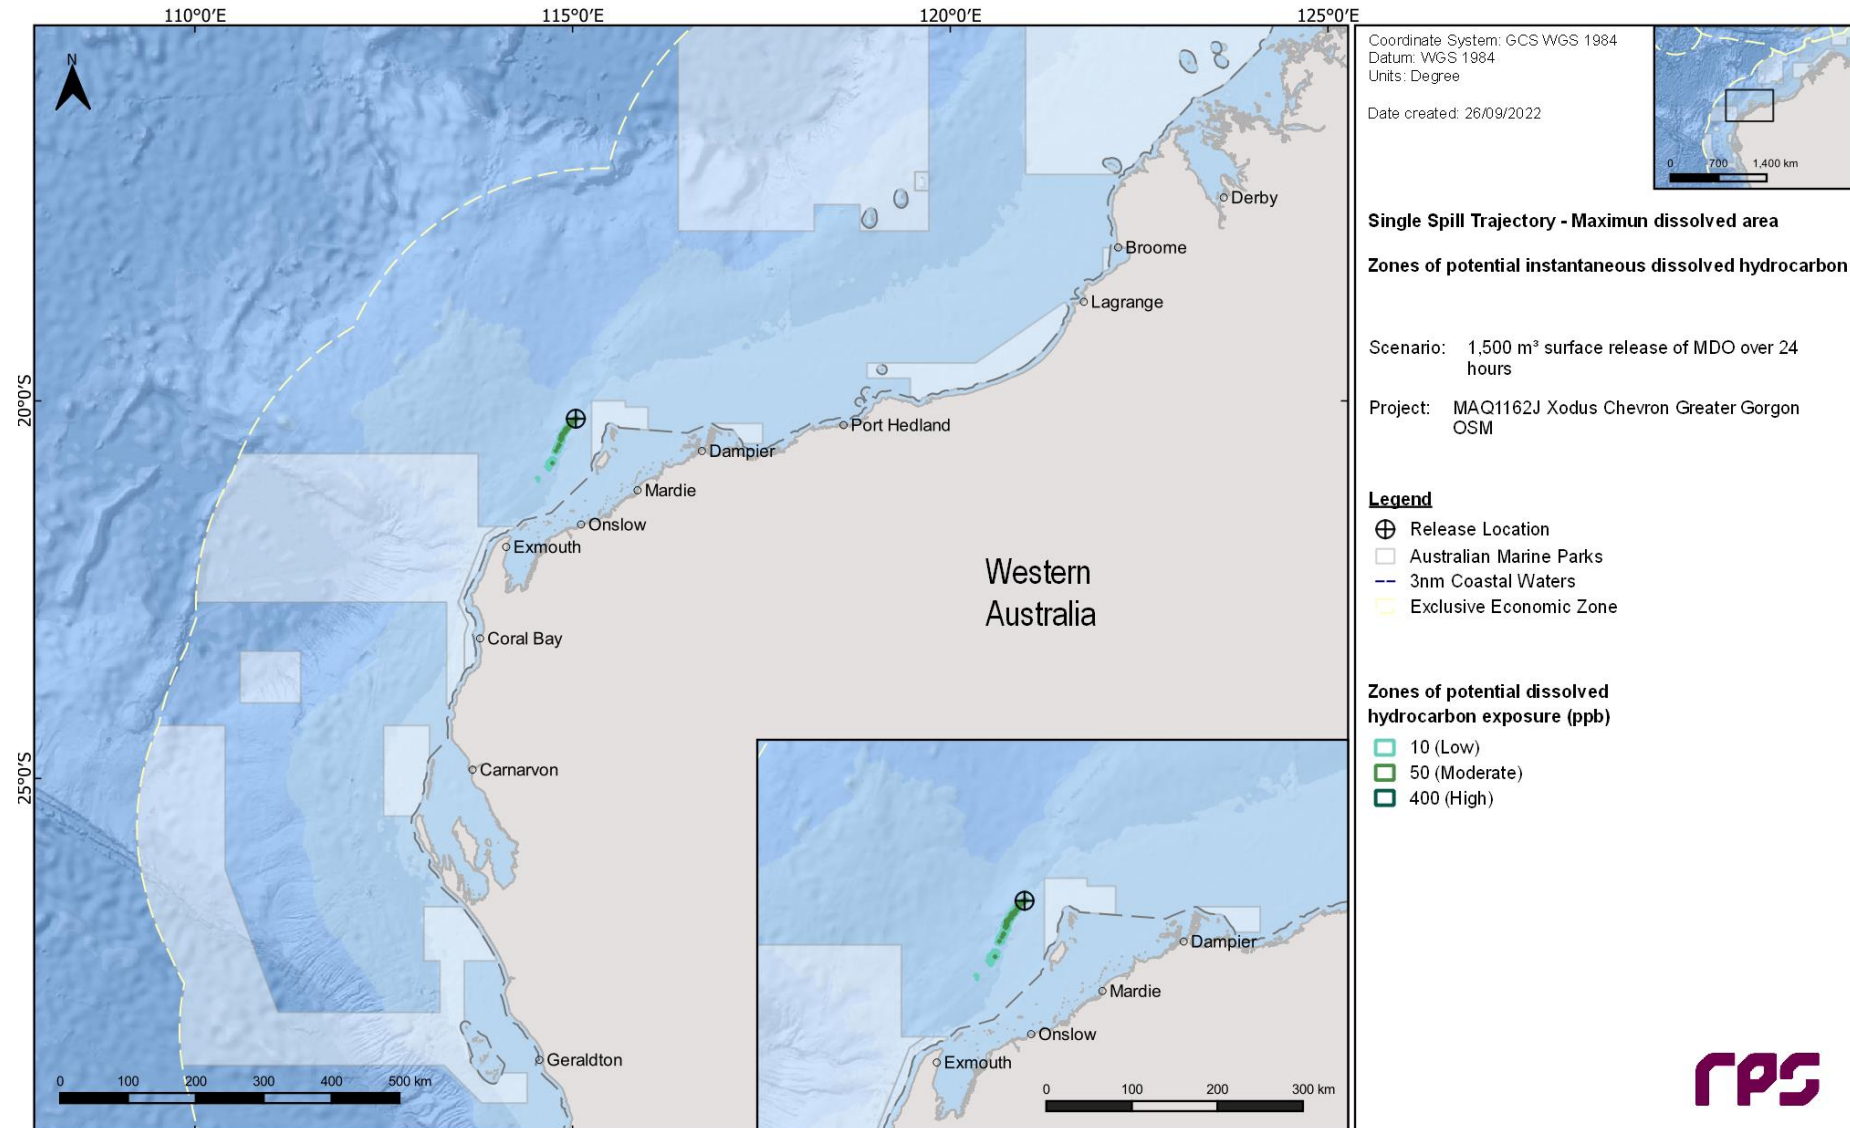 110°0'E 115°0'E 120°0'E 125°0'E
20°0'S
25°0'S
N
Derby
Broome
Lagrange
Port Hedland
Dampier
Mardie
Onslow
Exmouth
Western
Australia
Coral Bay
Carnarvon
Geraldton
0 100 200 300 400 500 km
Dampier
Mardie
Onslow
Exmouth
0 100 200 300 km
Coordinate System: GCS WGS 1984
Datum: WGS 1984
Units: Degree
Date created: 26/09/2022
0 700 1,400 km
Single Spill Trajectory - Maximun dissolved area
Zones of potential instantaneous dissolved hydrocarbon
Scenario: 1,500 m³ surface release of MDO over 24
hours
Project: MAQ1162J Xodus Chevron Greater Gorgon
OSM
Legend
Release Location
Australian Marine Parks
3nm Coastal Waters
Exclusive Economic Zone
Zones of potential dissolved
hydrocarbon exposure (ppb)
10 (Low)
50 (Moderate)
400 (High)
rps